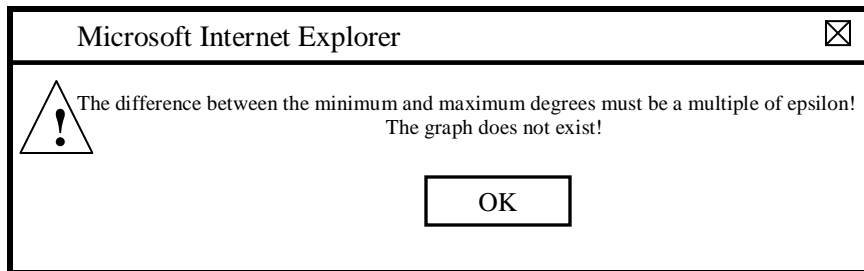 Microsoft Internet Explorer
The difference between the minimum and maximum degrees must be a multiple of epsilon!
The graph does not exist!
!
OK